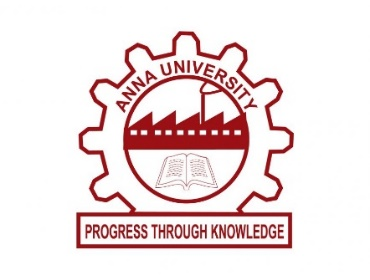 ANNA UNIVERSITY
PROGRESS THROUGH KNOWLEDGE